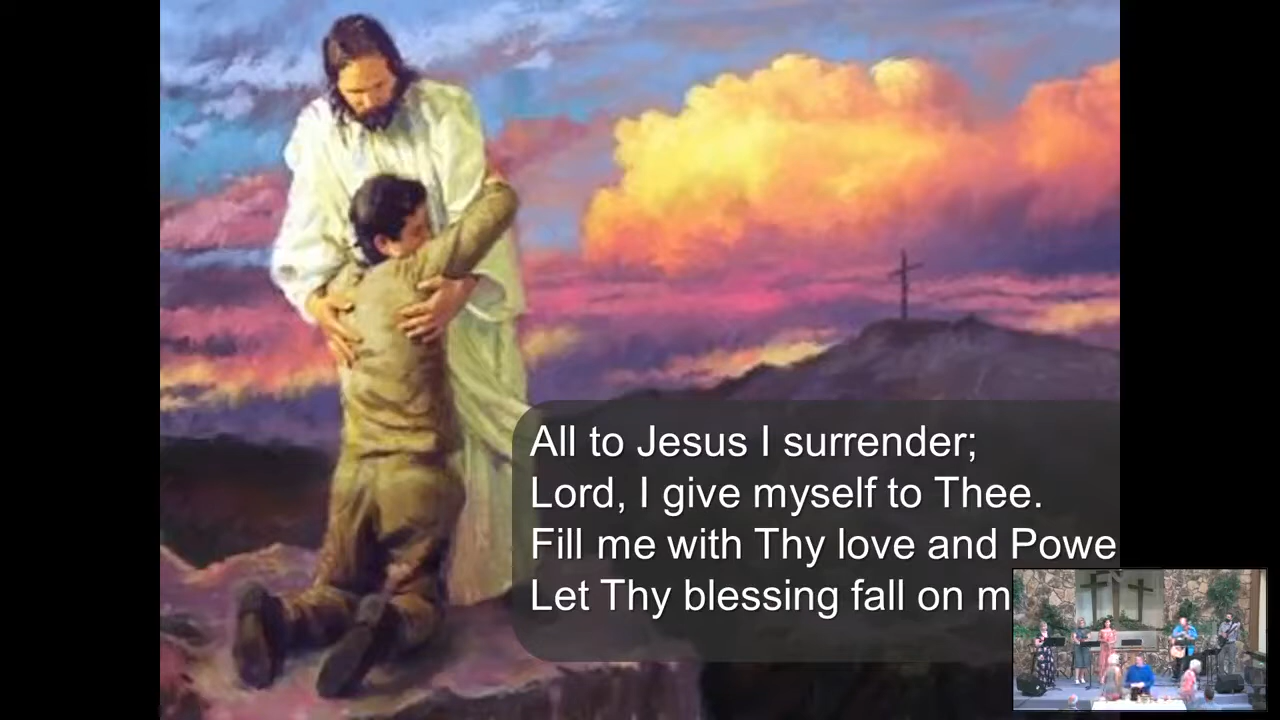 All to Jesus I surrender;
Lord, I give myself to Thee.
Fill me with Thy love and Powe
Let Thy blessing fall on m